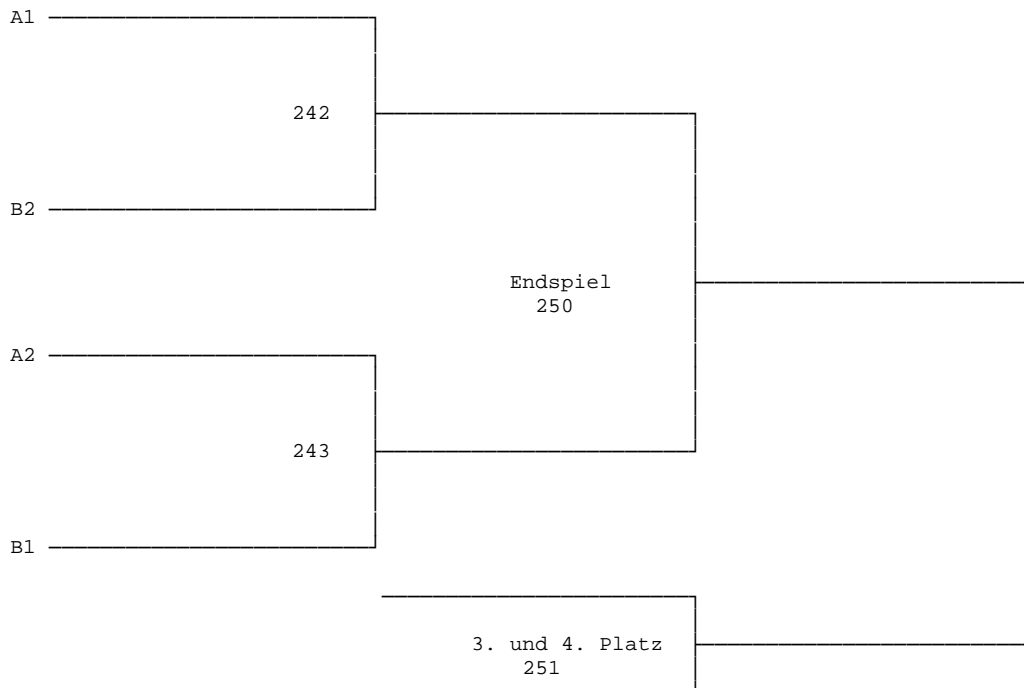 A1
242
B2
Endspiel
250
A2
243
B1
3. und 4. Platz
251